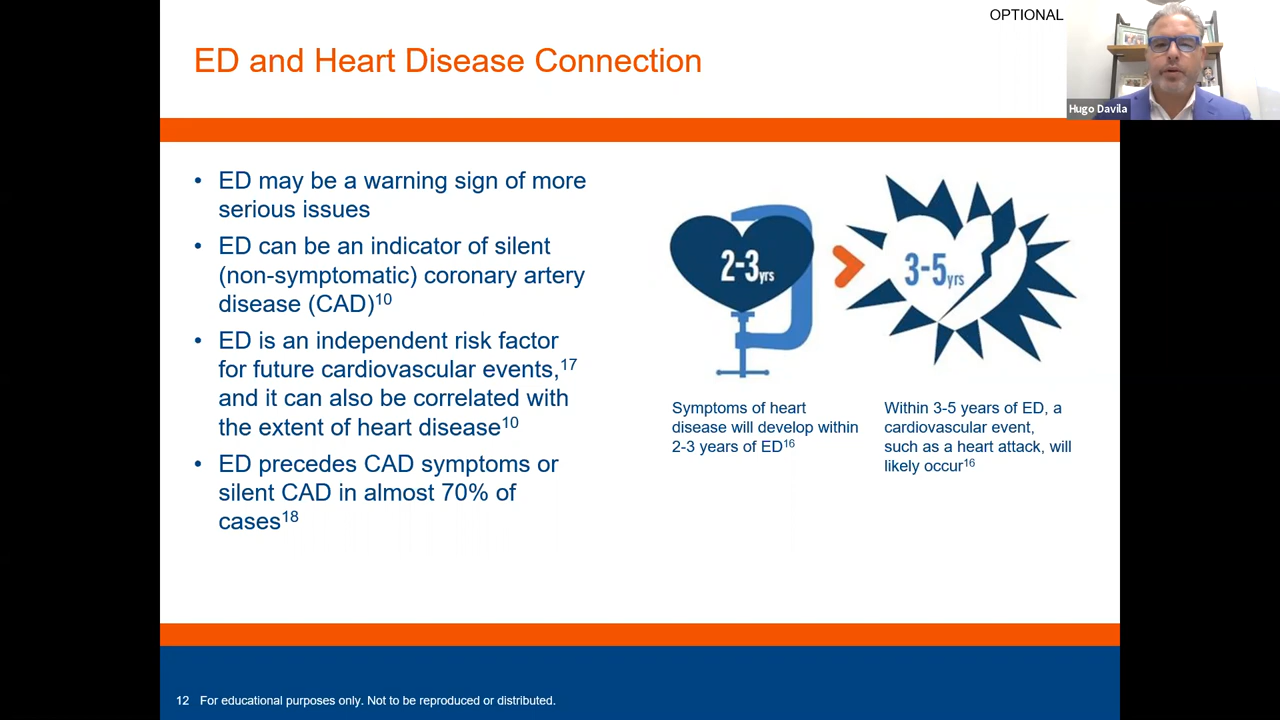 OPTIONAL
ED and Heart Disease Connection
Hugo Davila
• ED may be a warning sign of more
serious issues
• ED can be an indicator of silent
(non-symptomatic) coronary artery
disease (CAD)10
• ED is an independent risk factor
for future cardiovascular events,17
and it can also be correlated with
the extent of heart disease10
• ED precedes CAD symptoms or
silent CAD in almost 70% of
cases18
2-3yrs
3-5yrs
Symptoms of heart
disease will develop within
2-3 years of ED16
Within 3-5 years of ED, a
cardiovascular event,
such as a heart attack, will
likely occur16
12 For educational purposes only. Not to be reproduced or distributed.